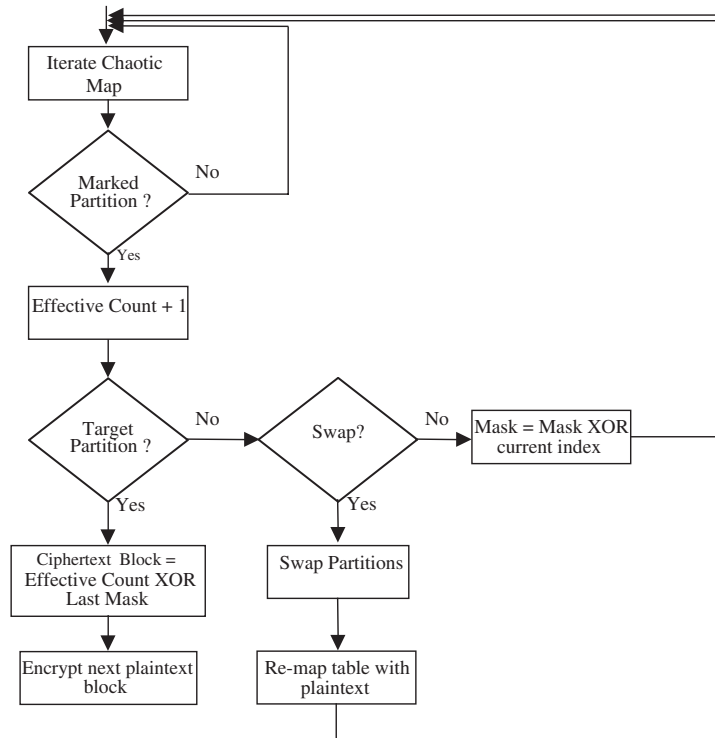 Iterate Chaotic
Map
Marked
Partition ?
No
Yes
Effective Count + 1
Target
Partition ?
No
Swap?
No
Mask = Mask XOR
current index
Yes
Yes
Ciphertext Block =
Effective Count XOR
Last Mask
Swap Partitions
Encrypt next plaintext
block
Re-map table with
plaintext